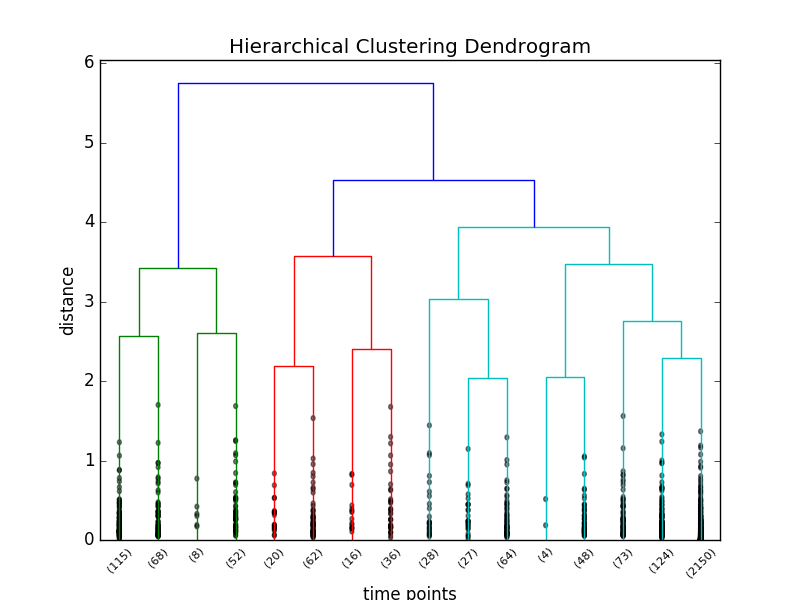 Hierarchical Clustering Dendrogram
6
5
4
3
2
1
0
distance
(115) (68) (8) (52) (20) (62) (16) (36) (28) (27) (64) (4) (48) (73) (124) (2150)
time points